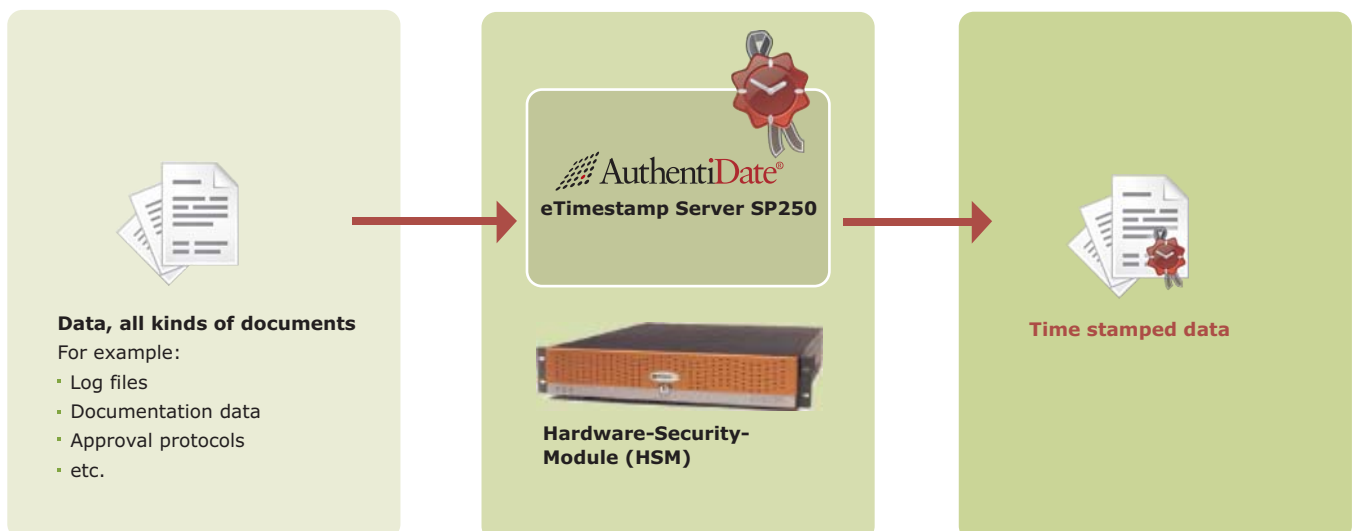 Data, all kinds of documents
For example:
Log files
Documentation data
Approval protocols
etc.
AuthentiDate®
eTimestamp Server SP250
Hardware-Security-
Module (HSM)
Time stamped data